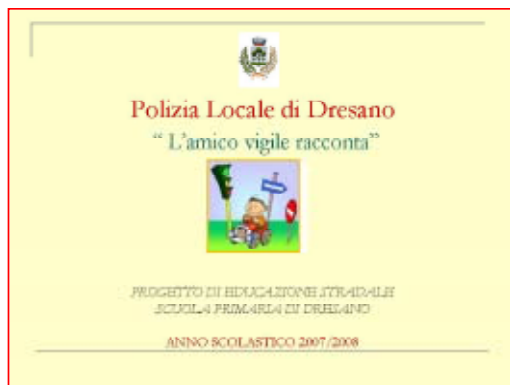 Polizia Locale di Dresano
“ L’amico vigile racconta”
PROGETTO DI EDUCAZIONE STRADALE
SCUOLA PRIMARIA DI DRESANO
ANNO SCOLASTICO 2007/2008